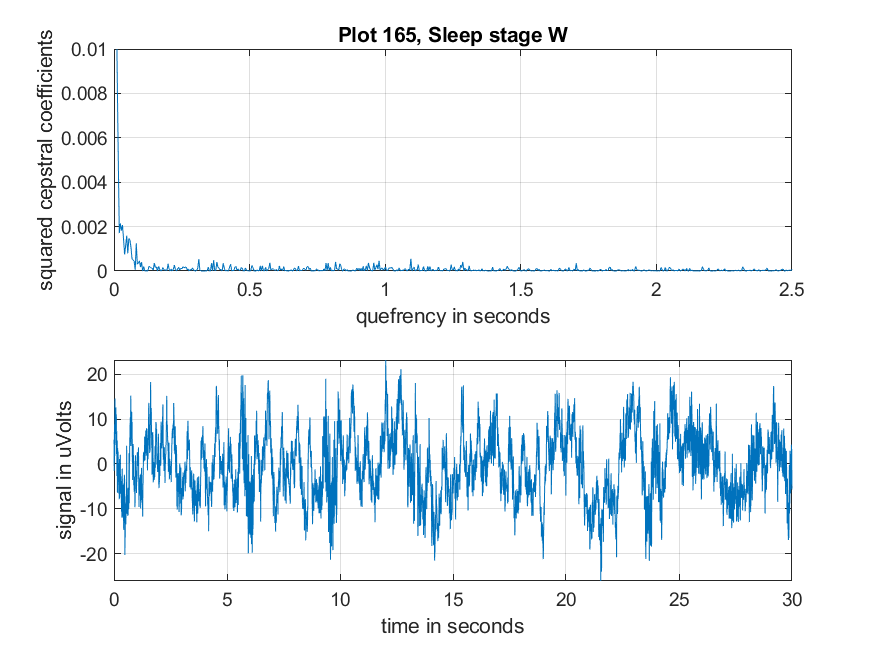 Plot 165, Sleep stage W
squared cepstral coefficients
0.01
0.008
0.006
0.004
0.002
0
0 0.5 1 1.5 2 2.5
quefrency in seconds
signal in uVolts
20
10
0
-10
-20
0 5 10 15 20 25 30
time in seconds